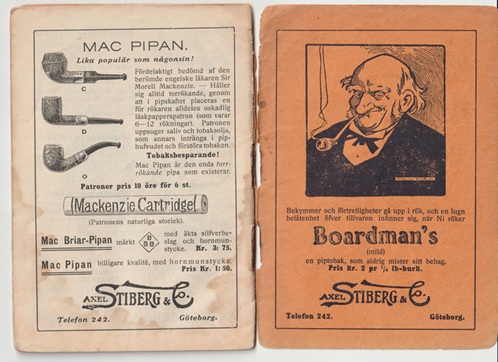 MAC PIPAN.
Lika populär som någonsin!
C
O
D
Fördelaktigt bedömd af den
berömde engelske läkaren Sir
Morell Mackenzie. — Håller
sig alltid torrökande, genom
att i pipskaftet placeras en
för rökaren alldeles oskadlig
läskpapperspatron (som varar
6—12 rökningar). Patronen
uppsuger saliv och tobaksolja,
som annars intränga i pip-
hufvudet och förstöra tobaken.
Tobaksbesparande!
Mac Pipan är den enda torr-
rökande pipa som existerar.
Patroner pris 10 öre för 6 st.
Mackenzie Cartridge
(Patronens naturliga storlek).
Mac Briar-Pipan märkt B BBB med äkta silfverbe-
slag och hornmun-
stycke. Kr. 3: 75.
Mac Pipan billigare kvalité, med hornmunstycke.
Pris Kr. 1: 50.
AXEL STIBERG & Co.
Telefon 242. Göteborg.
Bekymmer och förtretligheter gå upp i rök, och en lugn
belåtenhet öfver tillvaron infinner sig, när Ni röker
Boardman's
(mild)
en piptobak, som aldrig mister sitt behag.
Pris Kr. 2 pr ¼ lb-burk.
AXEL STIBERG & Co.
Telefon 242. Göteborg.